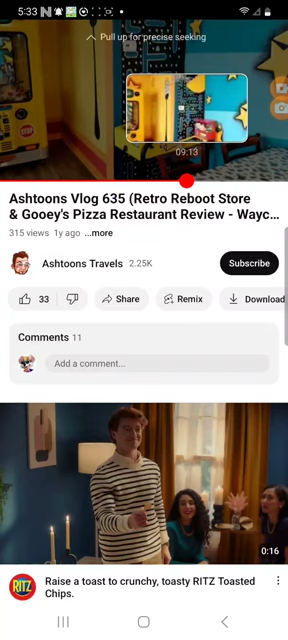 5:33
Pull up for precise seeking
09:13
Ashtoons Vlog 635 (Retro Reboot Store
& Gooey's Pizza Restaurant Review - Wayc...
315 views 1y ago ...more
Ashtoons Travels 2.25K
Subscribe
33
Share
Remix
Download
Comments 11
Add a comment...
0:16
RITZ
Raise a toast to crunchy, toasty RITZ Toasted
Chips.